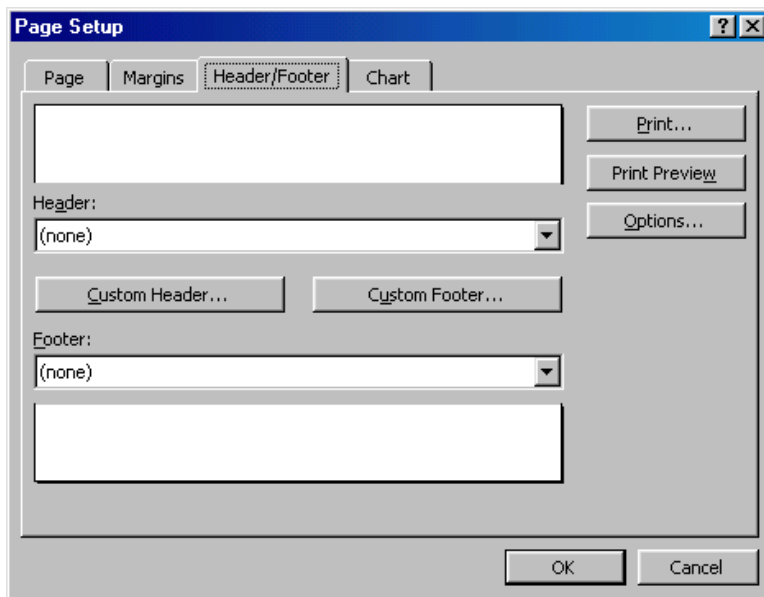 Page Setup
Page Margins Header/Footer Chart
Print...
Print Preview
Header:
(none)
Options...
Custom Header... Custom Footer...
Footer:
(none)
OK Cancel